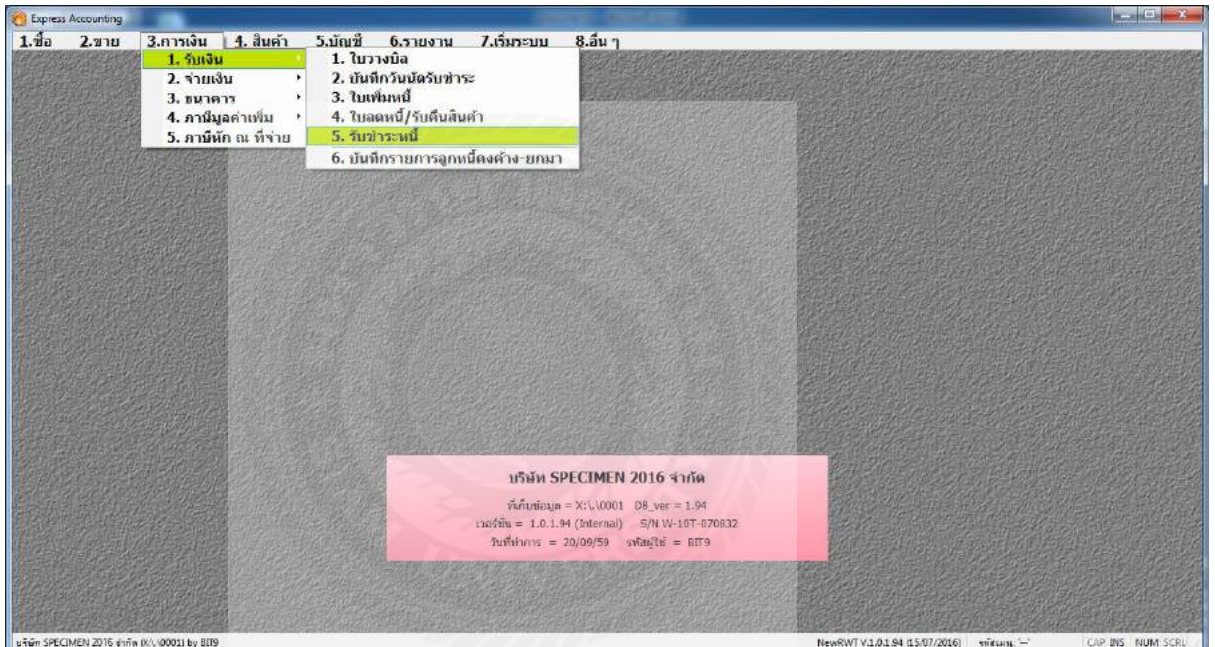 Express Accounting
1.ซื้อ 2.ขาย 3.การเงิน 4. สินค้า 5.บัญชี 6.รายงาน 7.เริ่มระบบ 8.อื่น ๆ
1. รับเงิน
2. จ่ายเงิน
3. ธนาคาร
4. ภาษีมูลค่าเพิ่ม
5. ภาษีหัก ณ ที่จ่าย
1. ใบวางบิล
2. บันทึกวันนัดรับชำระ
3. ใบเพิ่มหนี้
4. ใบลดหนี้/รับคืนสินค้า
5. รับชำระหนี้
6. บันทึกรายการลูกหนี้คงค้าง-ยกมา
บริษัท SPECIMEN 2016 จำกัด
ที่เก็บข้อมูล = X:\.\0001 DB_ver = 1.94
เวอร์ชั่น = 1.0.1.94 (Internal) S/N W-10T-070832
วันที่ทำการ = 20/09/59 รหัสผู้ใช้ = BIT9
บริษัท SPECIMEN 2016 จำกัด (X:\.\0001) by BIT9 NewRWT V.1.0.1.94 (15/07/2016) รหัสเมนู '--' CAP INS NUM SCRL